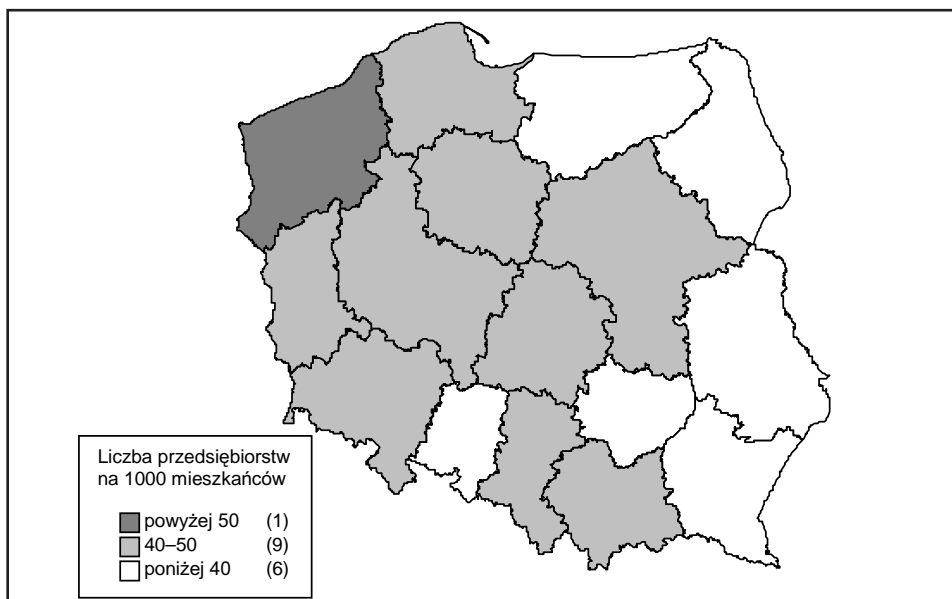 Liczba przedsiębiorstw
na 1000 mieszkańców
powyżej 50 (1)
40–50 (9)
poniżej 40 (6)